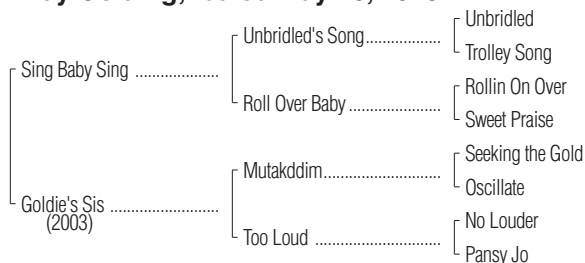 Unbridled
Unbridled's Song
Trolley Song
Sing Baby Sing
Rollin On Over
Roll Over Baby
Sweet Praise
Seeking the Gold
Mutakddim
Oscillate
Goldie's Sis
(2003)
No Louder
Too Loud
Pansy Jo